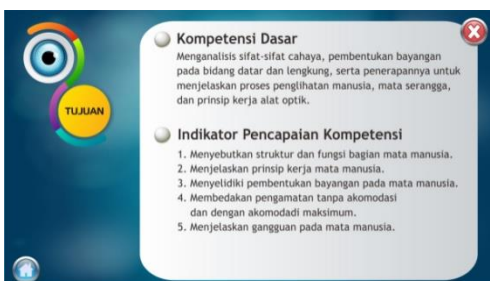 TUJUAN
Kompetensi Dasar
Menganalisis sifat-sifat cahaya, pembentukan bayangan
pada bidang datar dan lengkung, serta penerapannya untuk
menjelaskan proses penglihatan manusia, mata serangga,
dan prinsip kerja alat optik.
Indikator Pencapaian Kompetensi
1. Menyebutkan struktur dan fungsi bagian mata manusia.
2. Menjelaskan prinsip kerja mata manusia.
3. Menyelidiki pembentukan bayangan pada mata manusia.
4. Membedakan pengamatan tanpa akomodasi
dan dengan akomodadi maksimum.
5. Menjelaskan gangguan pada mata manusia.